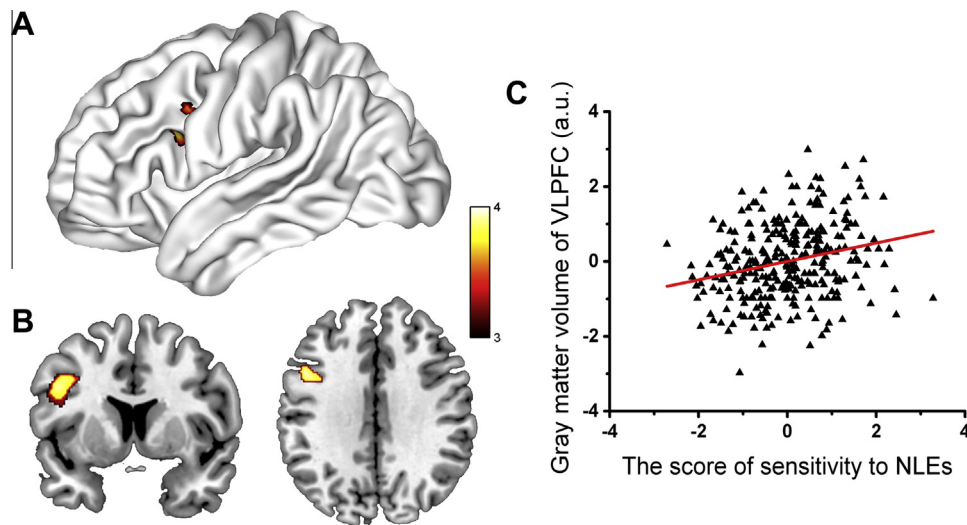 A
4
3
B
C
Gray matter volume of VLPFC (a.u.)
4
2
0
-2
-4
-4
-2
0
2
4
The score of sensitivity to NLEs